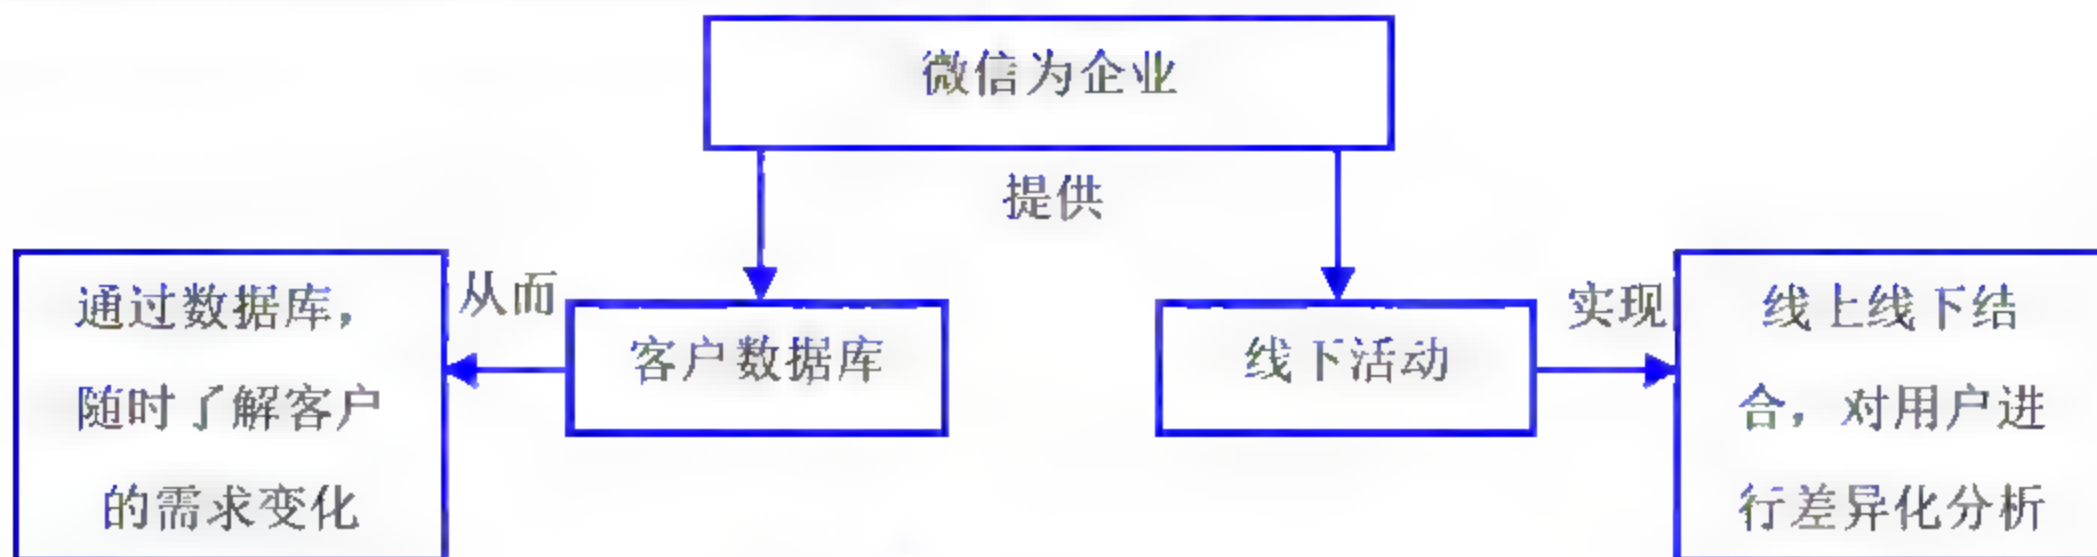 微信为企业
提供
通过数据库，
随时了解客户
的需求变化
从而
客户数据库
线下活动
实现
线上线下结
合，对用户进
行差异化分析